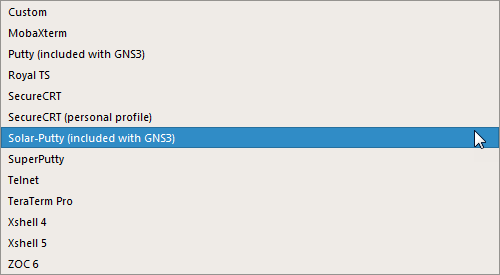 Custom
MobaXterm
Putty (included with GNS3)
Royal TS
SecureCRT
SecureCRT (personal profile)
Solar-Putty (included with GNS3)
SuperPutty
Telnet
TeraTerm Pro
Xshell 4
Xshell 5
ZOC 6